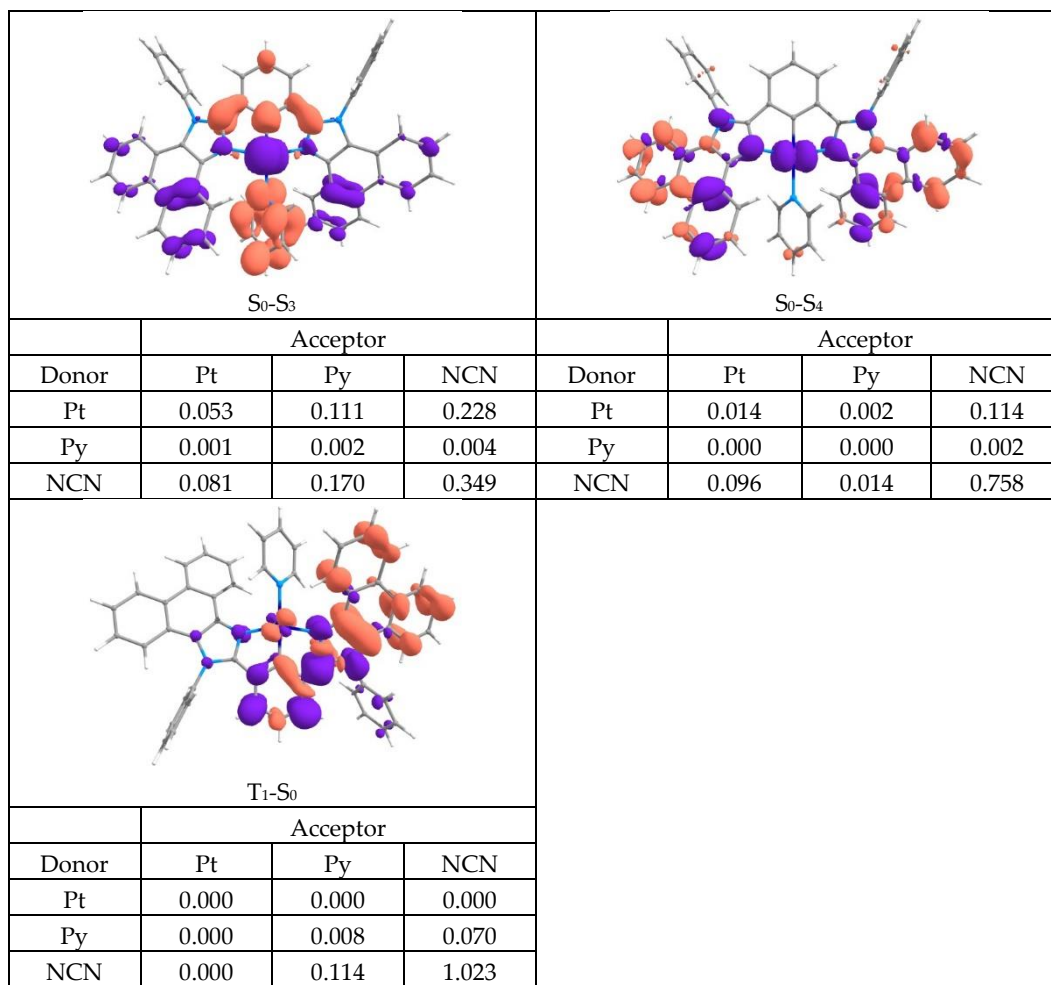 S0-S3 S0-S4
Acceptor Acceptor
Donor Pt Py NCN Donor Pt Py NCN
Pt 0.053 0.111 0.228 Pt 0.014 0.002 0.114
Py 0.001 0.002 0.004 Py 0.000 0.000 0.002
NCN 0.081 0.170 0.349 NCN 0.096 0.014 0.758
T1-S0
Acceptor
Donor Pt Py NCN
Pt 0.000 0.000 0.000
Py 0.000 0.008 0.070
NCN 0.000 0.114 1.023